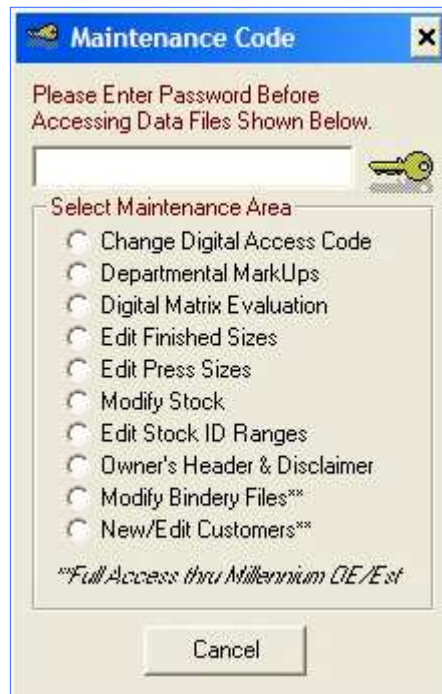 Maintenance Code
Please Enter Password Before
Accessing Data Files Shown Below.
Select Maintenance Area
Change Digital Access Code
Departmental MarkUps
Digital Matrix Evaluation
Edit Finished Sizes
Edit Press Sizes
Modify Stock
Edit Stock ID Ranges
Owner's Header & Disclaimer
Modify Bindery Files**
New/Edit Customers**
**Full Access thru Millennium OE/Est
Cancel